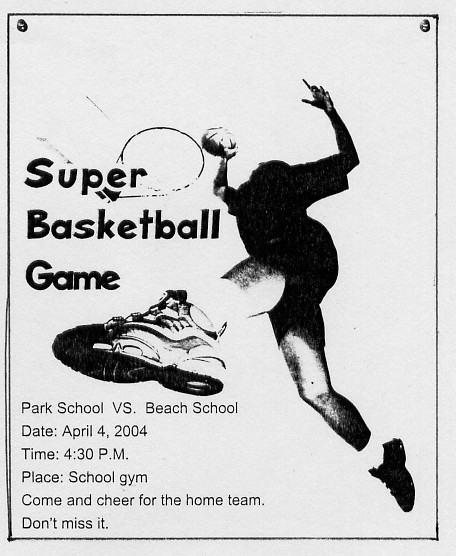 Super
Basketball
Game
Park School VS. Beach School
Date: April 4, 2004
Time: 4:30 P.M.
Place: School gym
Come and cheer for the home team.
Don't miss it.